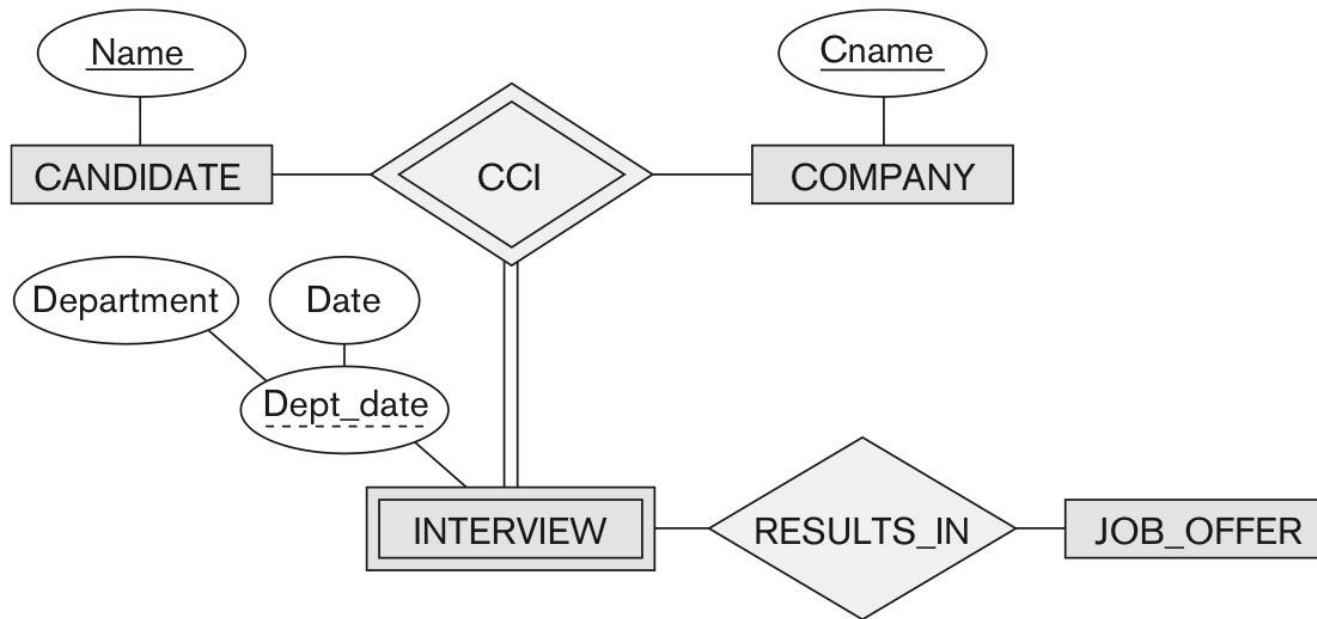 Name
Cname
CANDIDATE
CCI
COMPANY
Department
Date
Dept_date
INTERVIEW
RESULTS_IN
JOB_OFFER